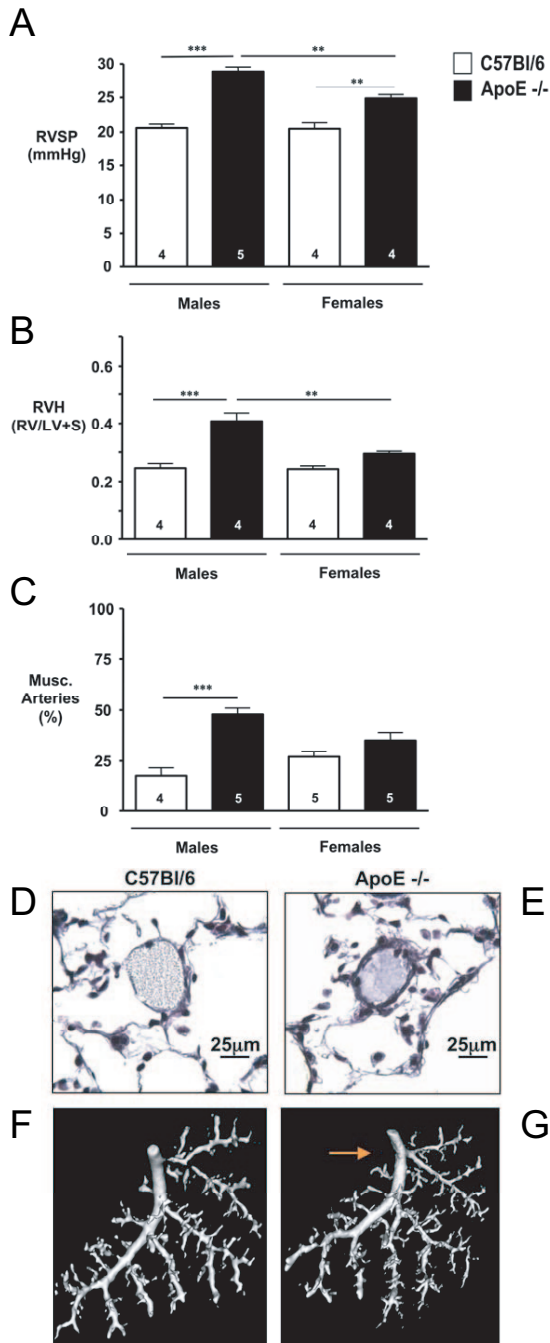 A
*** **
C57Bl/6
ApoE -/-
**
RVSP
(mmHg)
30
25
20
15
10
5
0
4 5 4 4
Males Females
B
RVH
(RV/LV+S)
0.6
0.4
0.2
0.0
*** **
4 4 4 4
Males Females
C
Musc.
Arteries
(%)
100
75
50
25
0
***
4 5 5 5
Males Females
C57Bl/6 ApoE -/-
D E
25µm 25µm
F G